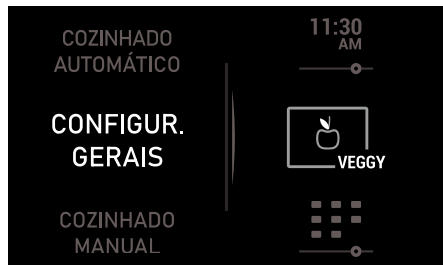 COZINHADO
AUTOMÁTICO
11:30
AM
CONFIGUR.
GERAIS
VEGGY
COZINHADO
MANUAL